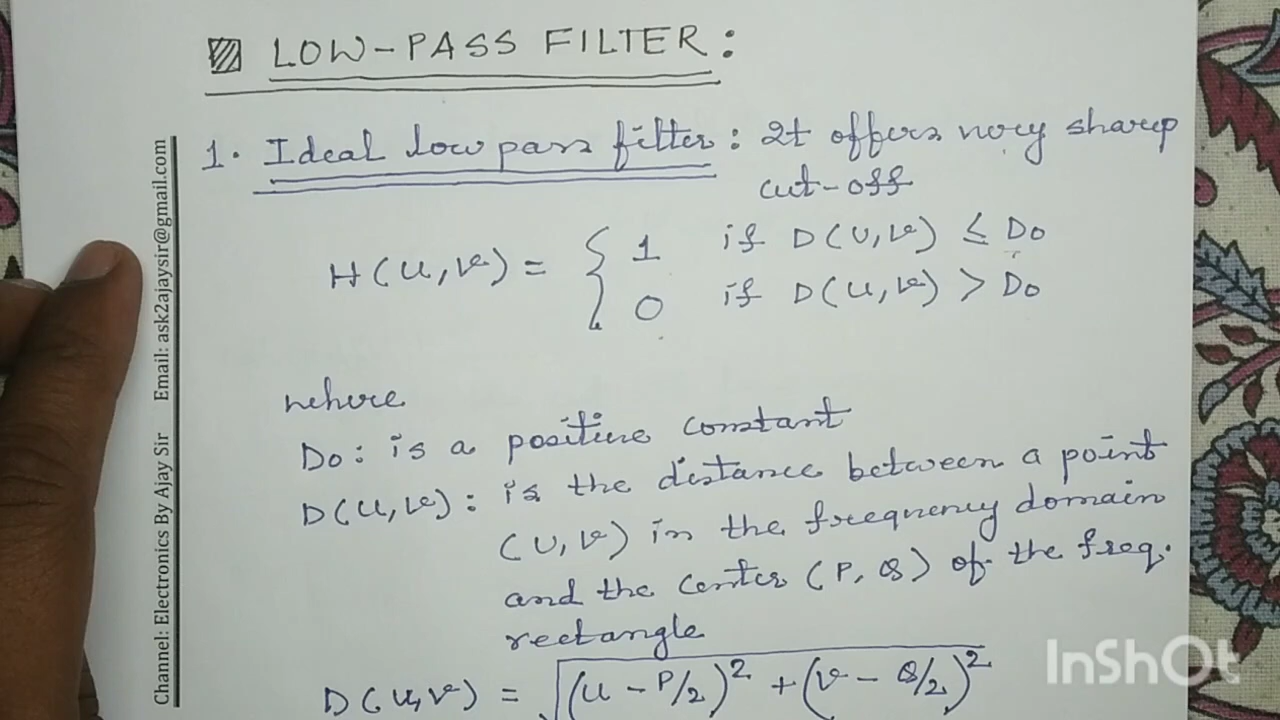 LOW-PASS FILTER:
1. Ideal low pass filter: It offers very sharp
cut-off
H(u,v) = { 1 if D(u,v) ≤ Do
0 if D(u,v) > Do
where
Do: is a positive constant
D(u,v): is the distance between a point
(u,v) in the frequency domain
and the center (P,Q) of the freq.
rectangle
D(u,v) = √(u - P/2)² + (v - Q/2)²
Channel: Electronics By Ajay Sir Email: ask2ajaysir@gmail.com
InShOt